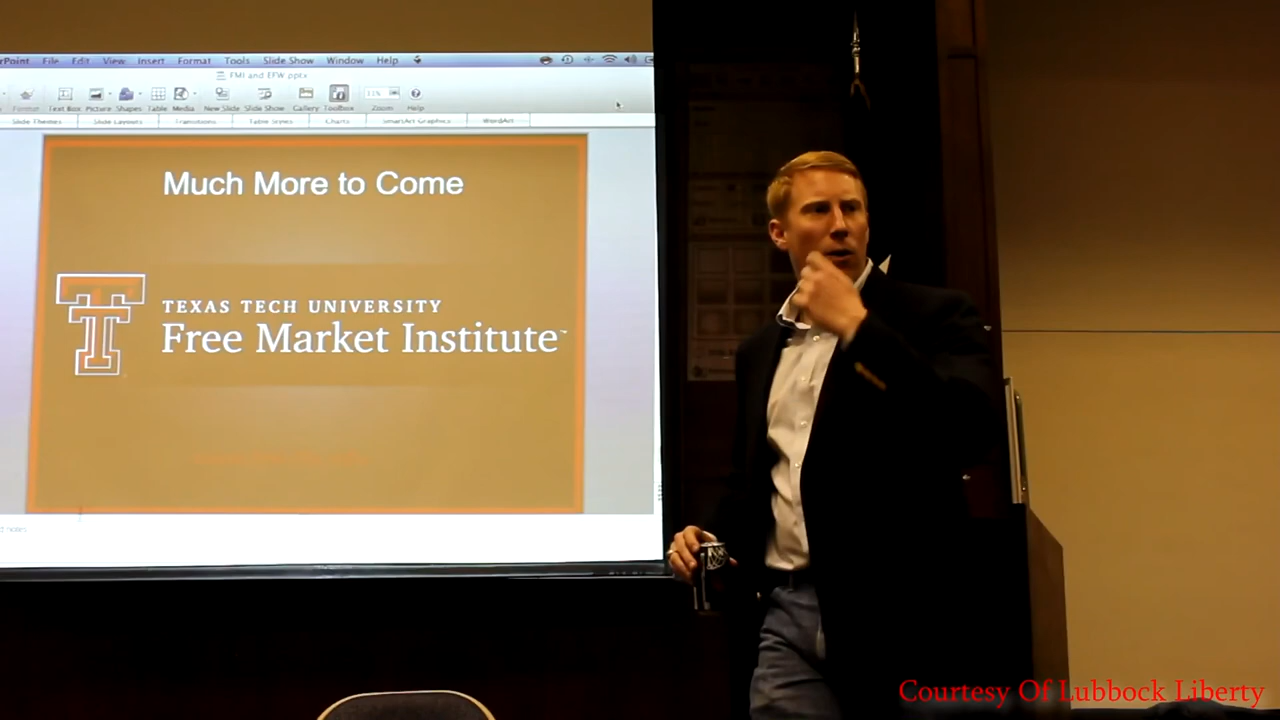 File Edit View Insert Format Tools Slide Show Window Help
FMI and EFW.pptx
Format Text Box Picture Shapes Table Media New Slide Slide Show Gallery Toolbox Zoom Help
Slide Themes Slide Layouts Transitions Table Styles Charts SmartArt Graphics WordArt
Much More to Come
TEXAS TECH UNIVERSITY
Free Market Institute™
Courtesy Of Lubbock Liberty